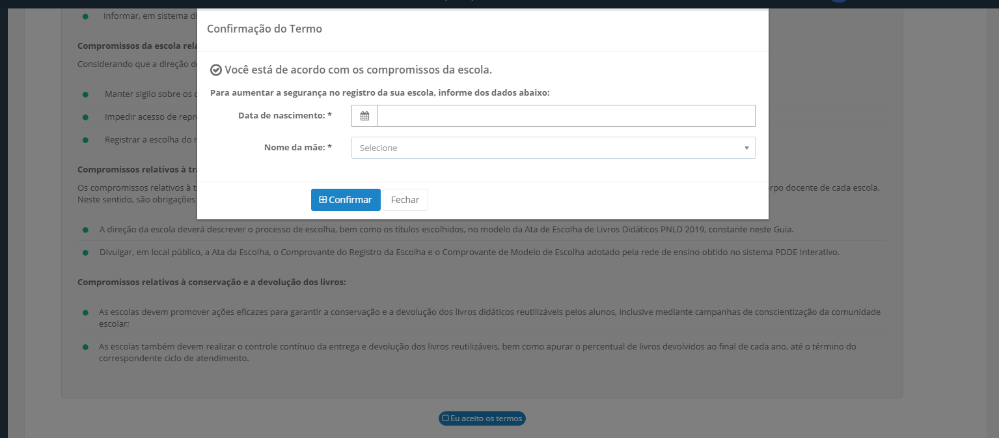 Informar, em sistema di
Confirmação do Termo
Compromissos da escola rela
Você está de acordo com os compromissos da escola.
Considerando que a direção d
Para aumentar a segurança no registro da sua escola, informe dos dados abaixo:
Manter sigilo sobre os
Data de nascimento: *
Impedir acesso de repre
Registrar a escolha do
Nome da mãe: *
Selecione
Compromissos relativos à tra
Os compromissos relativos à t
rpo docente de cada escola.
Neste sentido, são obrigações
Confirmar
Fechar
A direção da escola deverá descrever o processo de escolha, bem como os títulos escolhidos, no modelo da Ata de Escolha de Livros Didáticos PNLD 2019, constante neste Guia.
Divulgar, em local público, a Ata da Escolha, o Comprovante do Registro da Escolha e o Comprovante de Modelo de Escolha adotado pela rede de ensino obtido no sistema PDDE Interativo.
Compromissos relativos à conservação e a devolução dos livros:
As escolas devem promover ações eficazes para garantir a conservação e a devolução dos livros didáticos reutilizáveis pelos alunos, inclusive mediante campanhas de conscientização da comunidade
escolar;
As escolas também devem realizar o controle contínuo da entrega e devolução dos livros reutilizáveis, bem como apurar o percentual de livros devolvidos ao final de cada ano, até o término do
correspondente ciclo de atendimento.
Eu aceito os termos